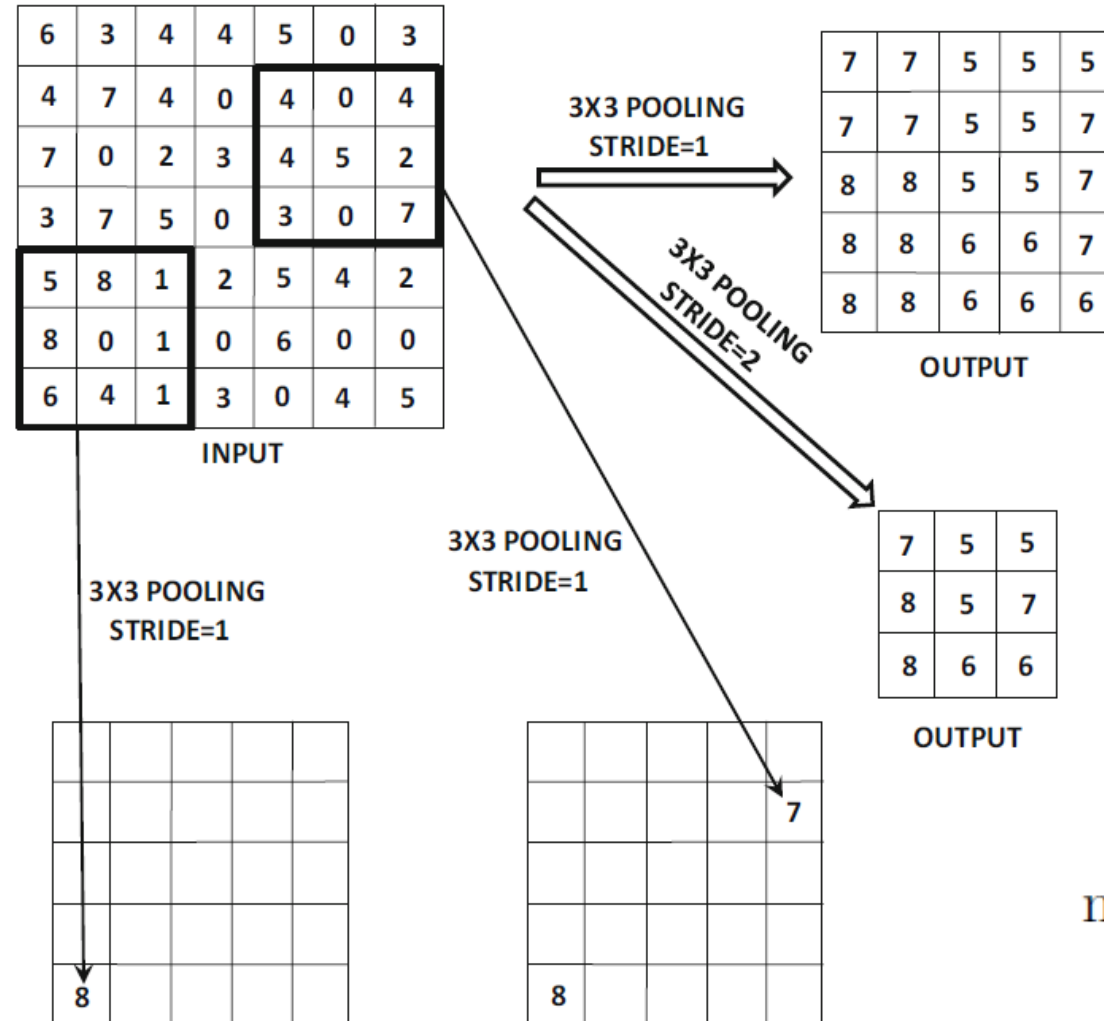 6 3 4 4 5 0 3
4 7 4 0 4 0 4
7 0 2 3 4 5 2
3 7 5 0 3 0 7
5 8 1 2 5 4 2
8 0 1 0 6 0 0
6 4 1 3 0 4 5
INPUT
3X3 POOLING
STRIDE=1
7 7 5 5 5
7 7 5 5 7
8 8 5 5 7
8 8 6 6 7
8 8 6 6 6
OUTPUT
3X3 POOLING
STRIDE=2
7 5 5
8 5 7
8 6 6
OUTPUT
3X3 POOLING
STRIDE=1
3X3 POOLING
STRIDE=1
8
7
8